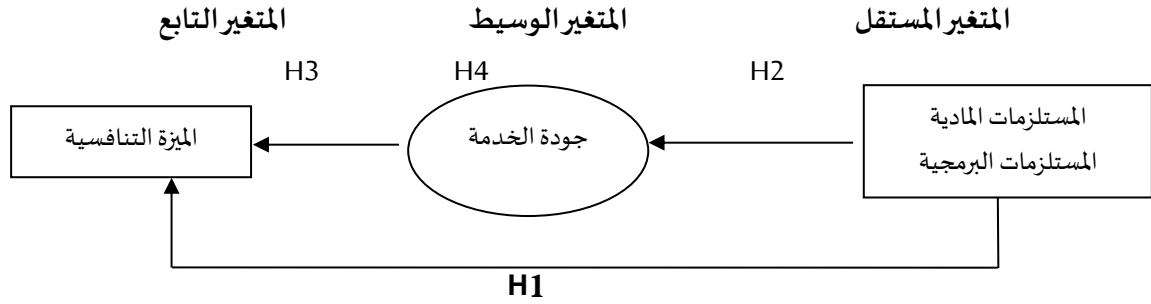 المتغير المستقل
المتغير الوسيط
المتغير التابع
H2
H4
H3
المستلزمات المادية
المستلزمات البرمجية
جودة الخدمة
الميزة التنافسية
H1